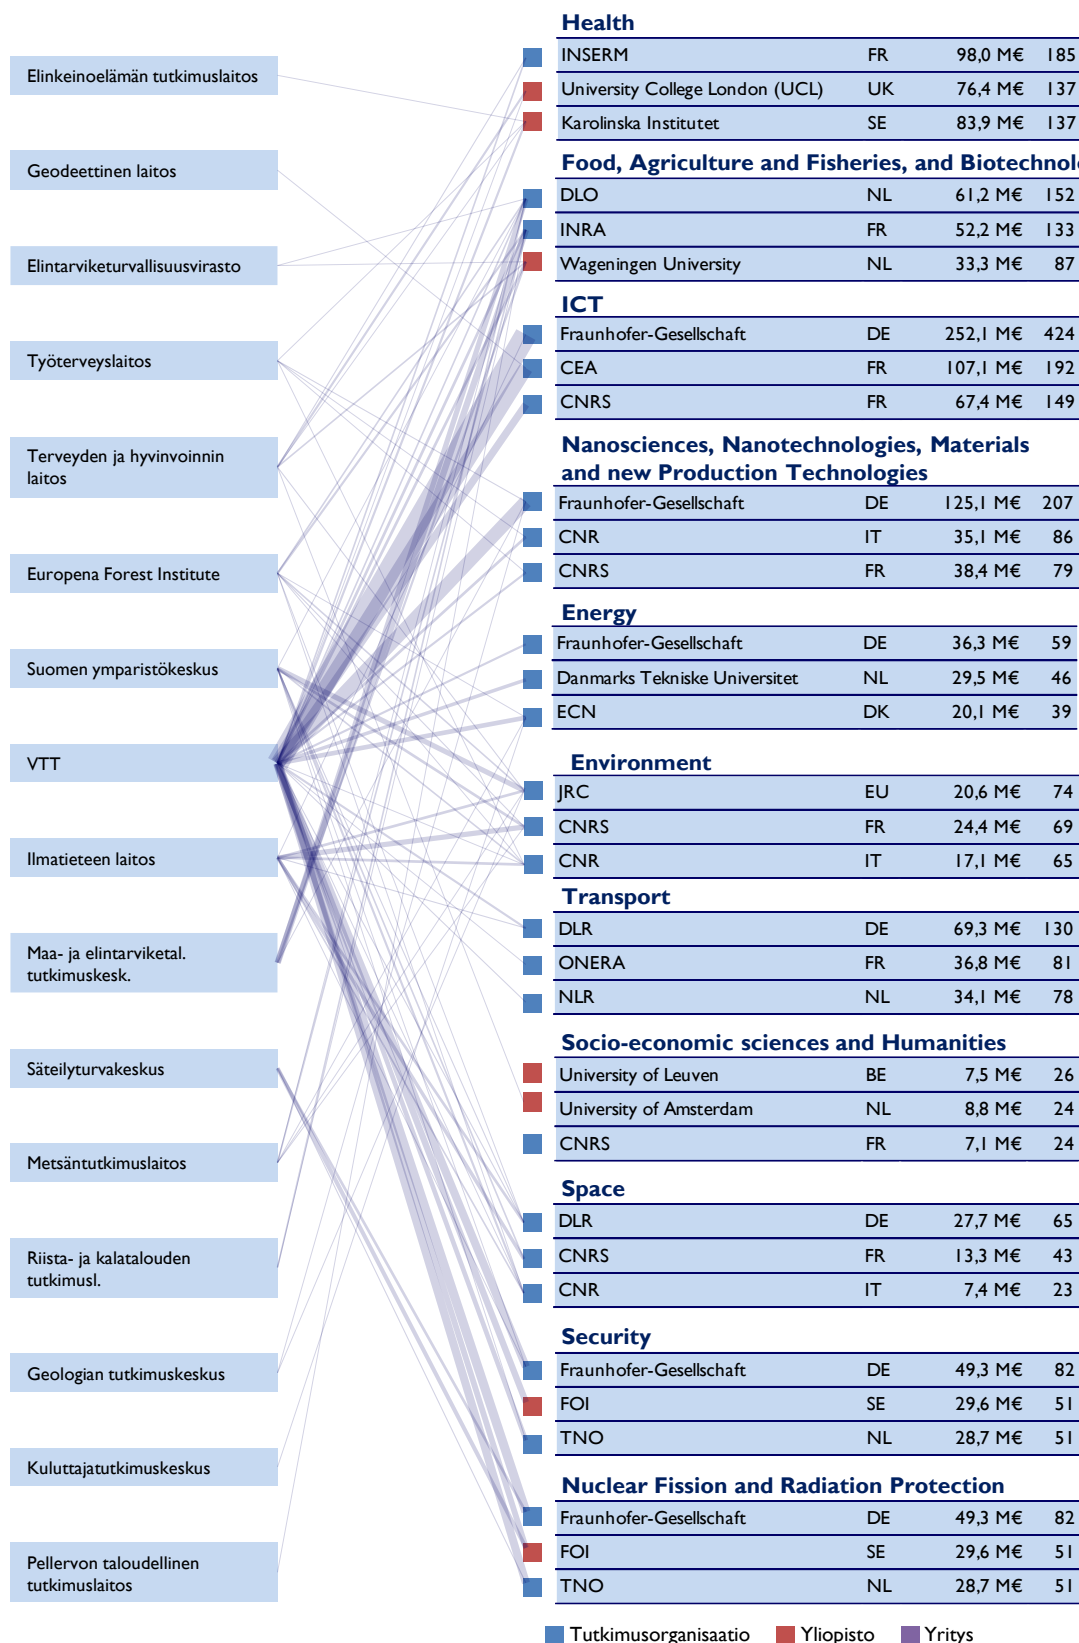 Elinkeinoelämän tutkimuslaitos
Geodeettinen laitos
Elintarviketurvallisuusvirasto
Työterveyslaitos
Terveyden ja hyvinvoinnin
laitos
Europena Forest Institute
Suomen ymparistökeskus
VTT
Ilmatieteen laitos
Maa- ja elintarviketal.
tutkimuskesk.
Säteilyturvakeskus
Metsäntutkimuslaitos
Riista- ja kalatalouden
tutkimusl.
Geologian tutkimuskeskus
Kuluttajatutkimuskeskus
Pellervon taloudellinen
tutkimuslaitos
Health
INSERM FR 98,0 M€ 185
University College London (UCL) UK 76,4 M€ 137
Karolinska Institutet SE 83,9 M€ 137
Food, Agriculture and Fisheries, and Biotechnol
DLO NL 61,2 M€ 152
INRA FR 52,2 M€ 133
Wageningen University NL 33,3 M€ 87
ICT
Fraunhofer-Gesellschaft DE 252,1 M€ 424
CEA FR 107,1 M€ 192
CNRS FR 67,4 M€ 149
Nanosciences, Nanotechnologies, Materials
and new Production Technologies
Fraunhofer-Gesellschaft DE 125,1 M€ 207
CNR IT 35,1 M€ 86
CNRS FR 38,4 M€ 79
Energy
Fraunhofer-Gesellschaft DE 36,3 M€ 59
Danmarks Tekniske Universitet NL 29,5 M€ 46
ECN DK 20,1 M€ 39
Environment
JRC EU 20,6 M€ 74
CNRS FR 24,4 M€ 69
CNR IT 17,1 M€ 65
Transport
DLR DE 69,3 M€ 130
ONERA FR 36,8 M€ 81
NLR NL 34,1 M€ 78
Socio-economic sciences and Humanities
University of Leuven BE 7,5 M€ 26
University of Amsterdam NL 8,8 M€ 24
CNRS FR 7,1 M€ 24
Space
DLR DE 27,7 M€ 65
CNRS FR 13,3 M€ 43
CNR IT 7,4 M€ 23
Security
Fraunhofer-Gesellschaft DE 49,3 M€ 82
FOI SE 29,6 M€ 51
TNO NL 28,7 M€ 51
Nuclear Fission and Radiation Protection
Fraunhofer-Gesellschaft DE 49,3 M€ 82
FOI SE 29,6 M€ 51
TNO NL 28,7 M€ 51
Tutkimusorganisaatio Yliopisto Yritys